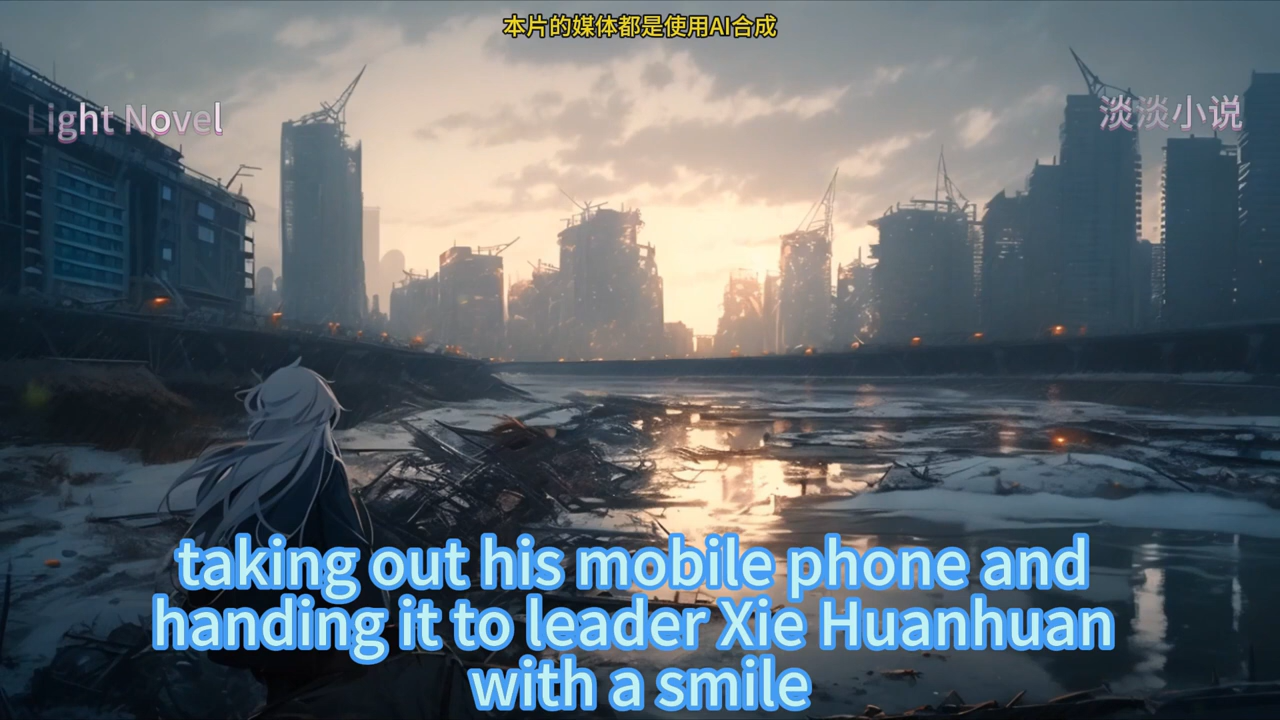 本片的媒体都是使用AI合成
Light Novel
淡淡小说
taking out his mobile phone and
handing it to leader Xie Huanhuan
with a smile